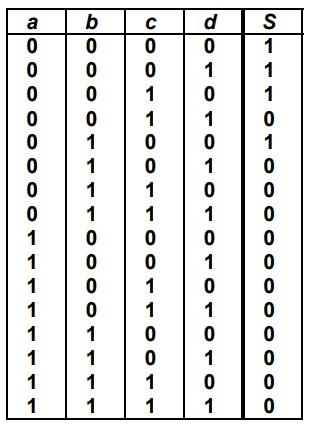 a b c d S
0 0 0 0 1
0 0 0 1 1
0 0 1 0 1
0 0 1 1 0
0 1 0 0 1
0 1 0 1 0
0 1 1 0 0
0 1 1 1 0
1 0 0 0 0
1 0 0 1 0
1 0 1 0 0
1 0 1 1 0
1 1 0 0 0
1 1 0 1 0
1 1 1 0 0
1 1 1 1 0